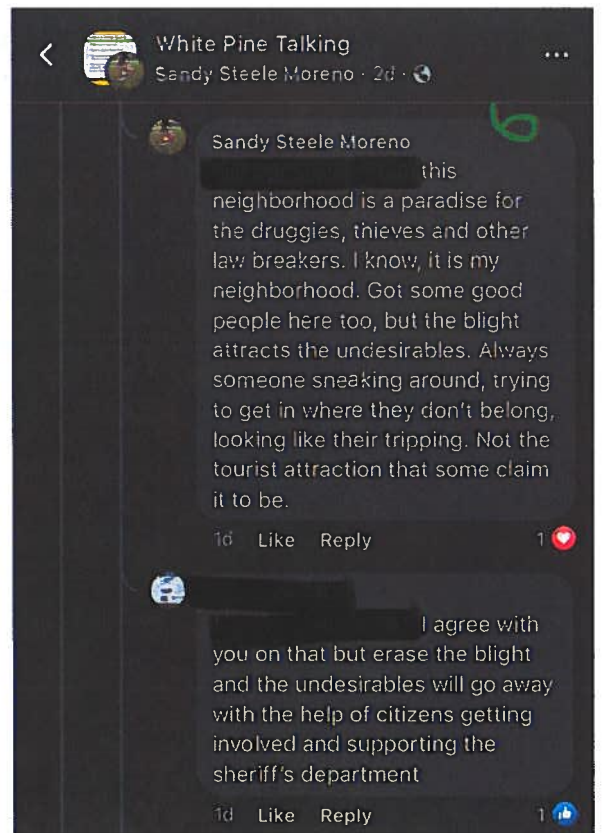 White Pine Talking
Sandy Steele Moreno · 2d ·
6
Sandy Steele Moreno
this
neighborhood is a paradise for
the druggies, thieves and other
law breakers. I know, it is my
neighborhood. Got some good
people here too, but the blight
attracts the undesirables. Always
someone sneaking around, trying
to get in where they don't belong,
looking like their tripping. Not the
tourist attraction that some claim
it to be.
1d Like Reply 1
I agree with
you on that but erase the blight
and the undesirables will go away
with the help of citizens getting
involved and supporting the
sheriff's department
1d Like Reply 1